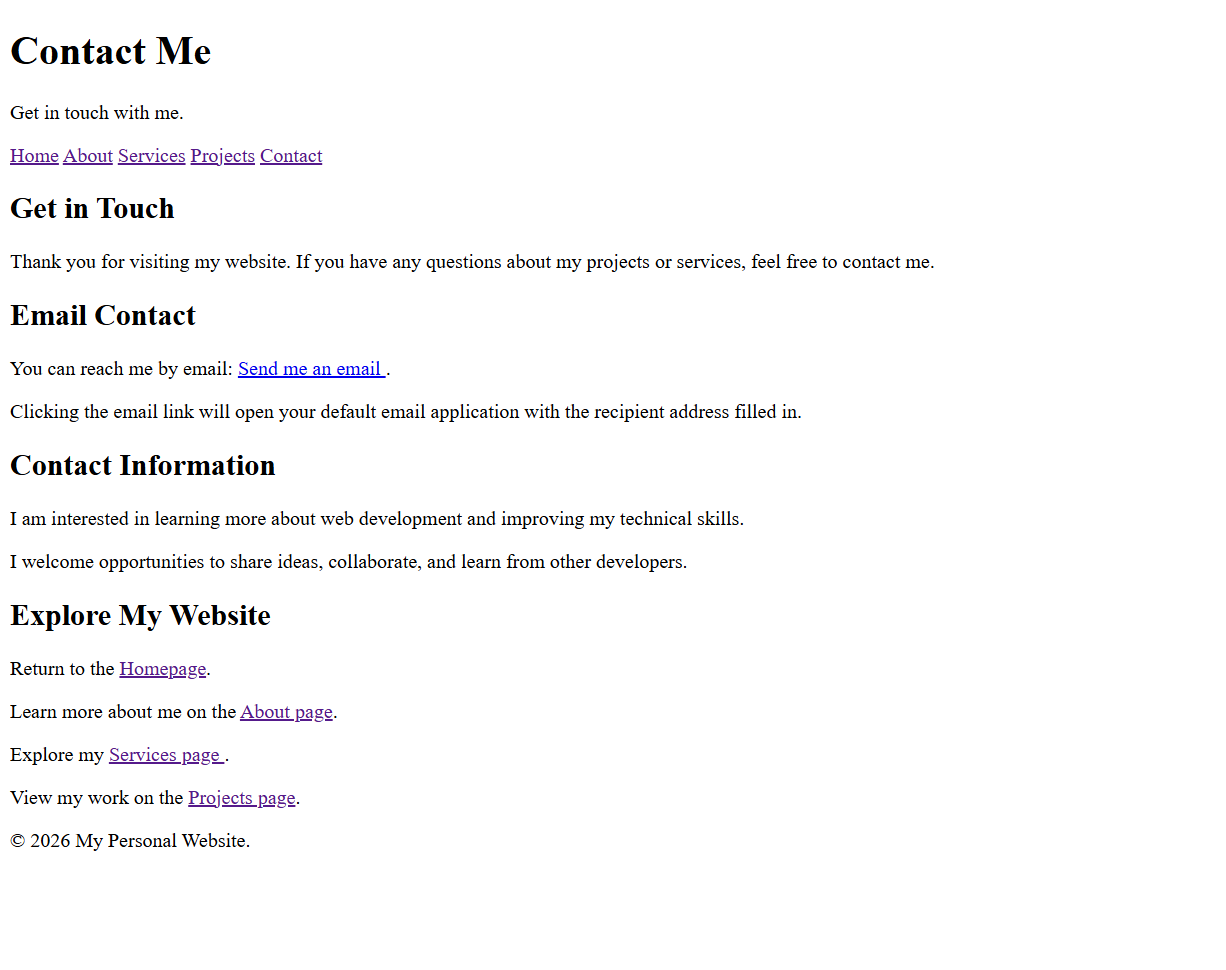 Contact Me
Get in touch with me.
Home About Services Projects Contact
Get in Touch
Thank you for visiting my website. If you have any questions about my projects or services, feel free to contact me.
Email Contact
You can reach me by email: Send me an email .
Clicking the email link will open your default email application with the recipient address filled in.
Contact Information
I am interested in learning more about web development and improving my technical skills.
I welcome opportunities to share ideas, collaborate, and learn from other developers.
Explore My Website
Return to the Homepage.
Learn more about me on the About page.
Explore my Services page .
View my work on the Projects page.
© 2026 My Personal Website.